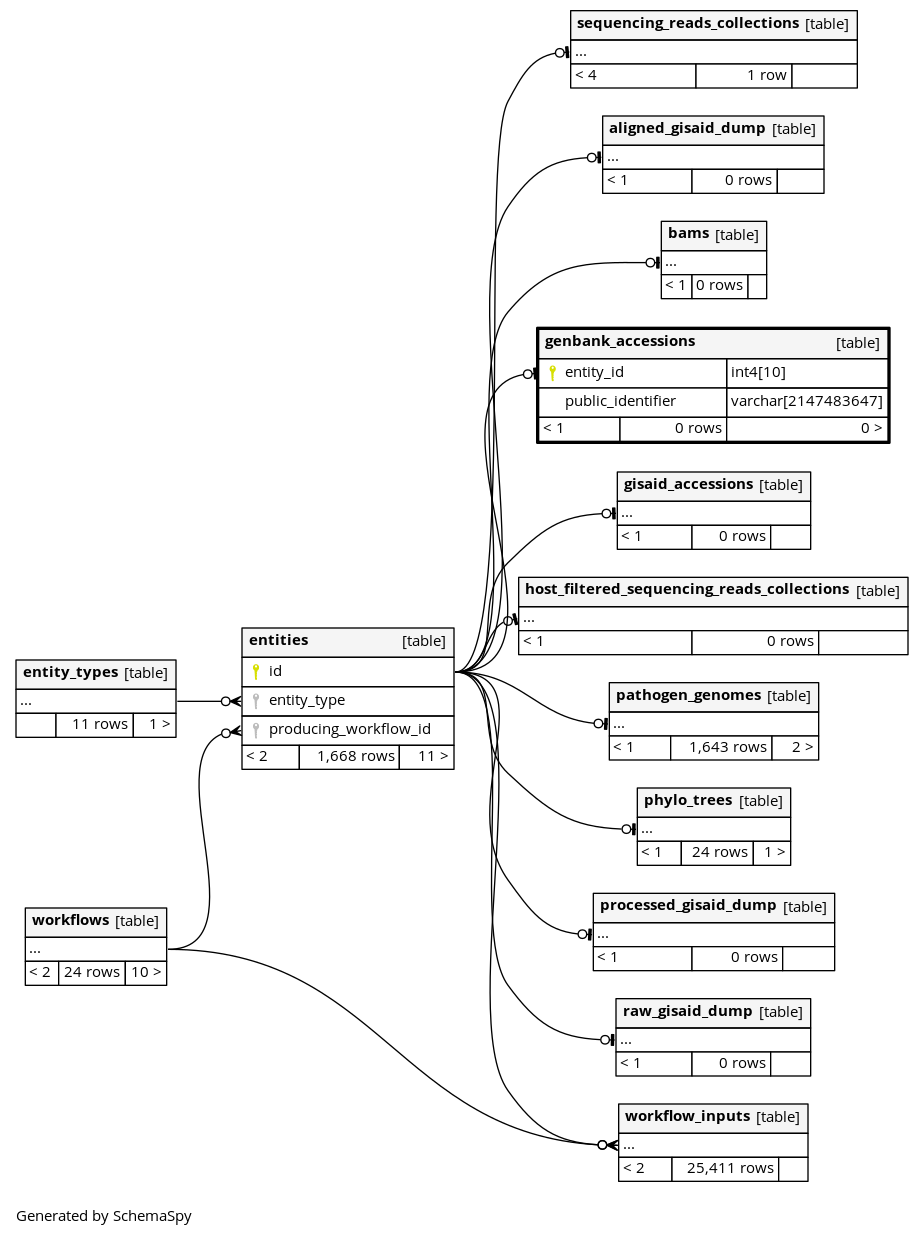 sequencing_reads_collections [table]
...
< 4 1 row
aligned_gisaid_dump [table]
...
< 1 0 rows
bams [table]
...
< 1 0 rows
genbank_accessions [table]
entity_id int4[10]
public_identifier varchar[2147483647]
< 1 0 rows 0 >
gisaid_accessions [table]
...
< 1 0 rows
host_filtered_sequencing_reads_collections [table]
...
< 1 0 rows
entities [table]
id
entity_type
producing_workflow_id
< 2 1,668 rows 11 >
entity_types [table]
...
11 rows 1 >
pathogen_genomes [table]
...
< 1 1,643 rows 2 >
phylo_trees [table]
...
< 1 24 rows 1 >
processed_gisaid_dump [table]
...
< 1 0 rows
workflows [table]
...
< 2 24 rows 10 >
raw_gisaid_dump [table]
...
< 1 0 rows
workflow_inputs [table]
...
< 2 25,411 rows
Generated by SchemaSpy